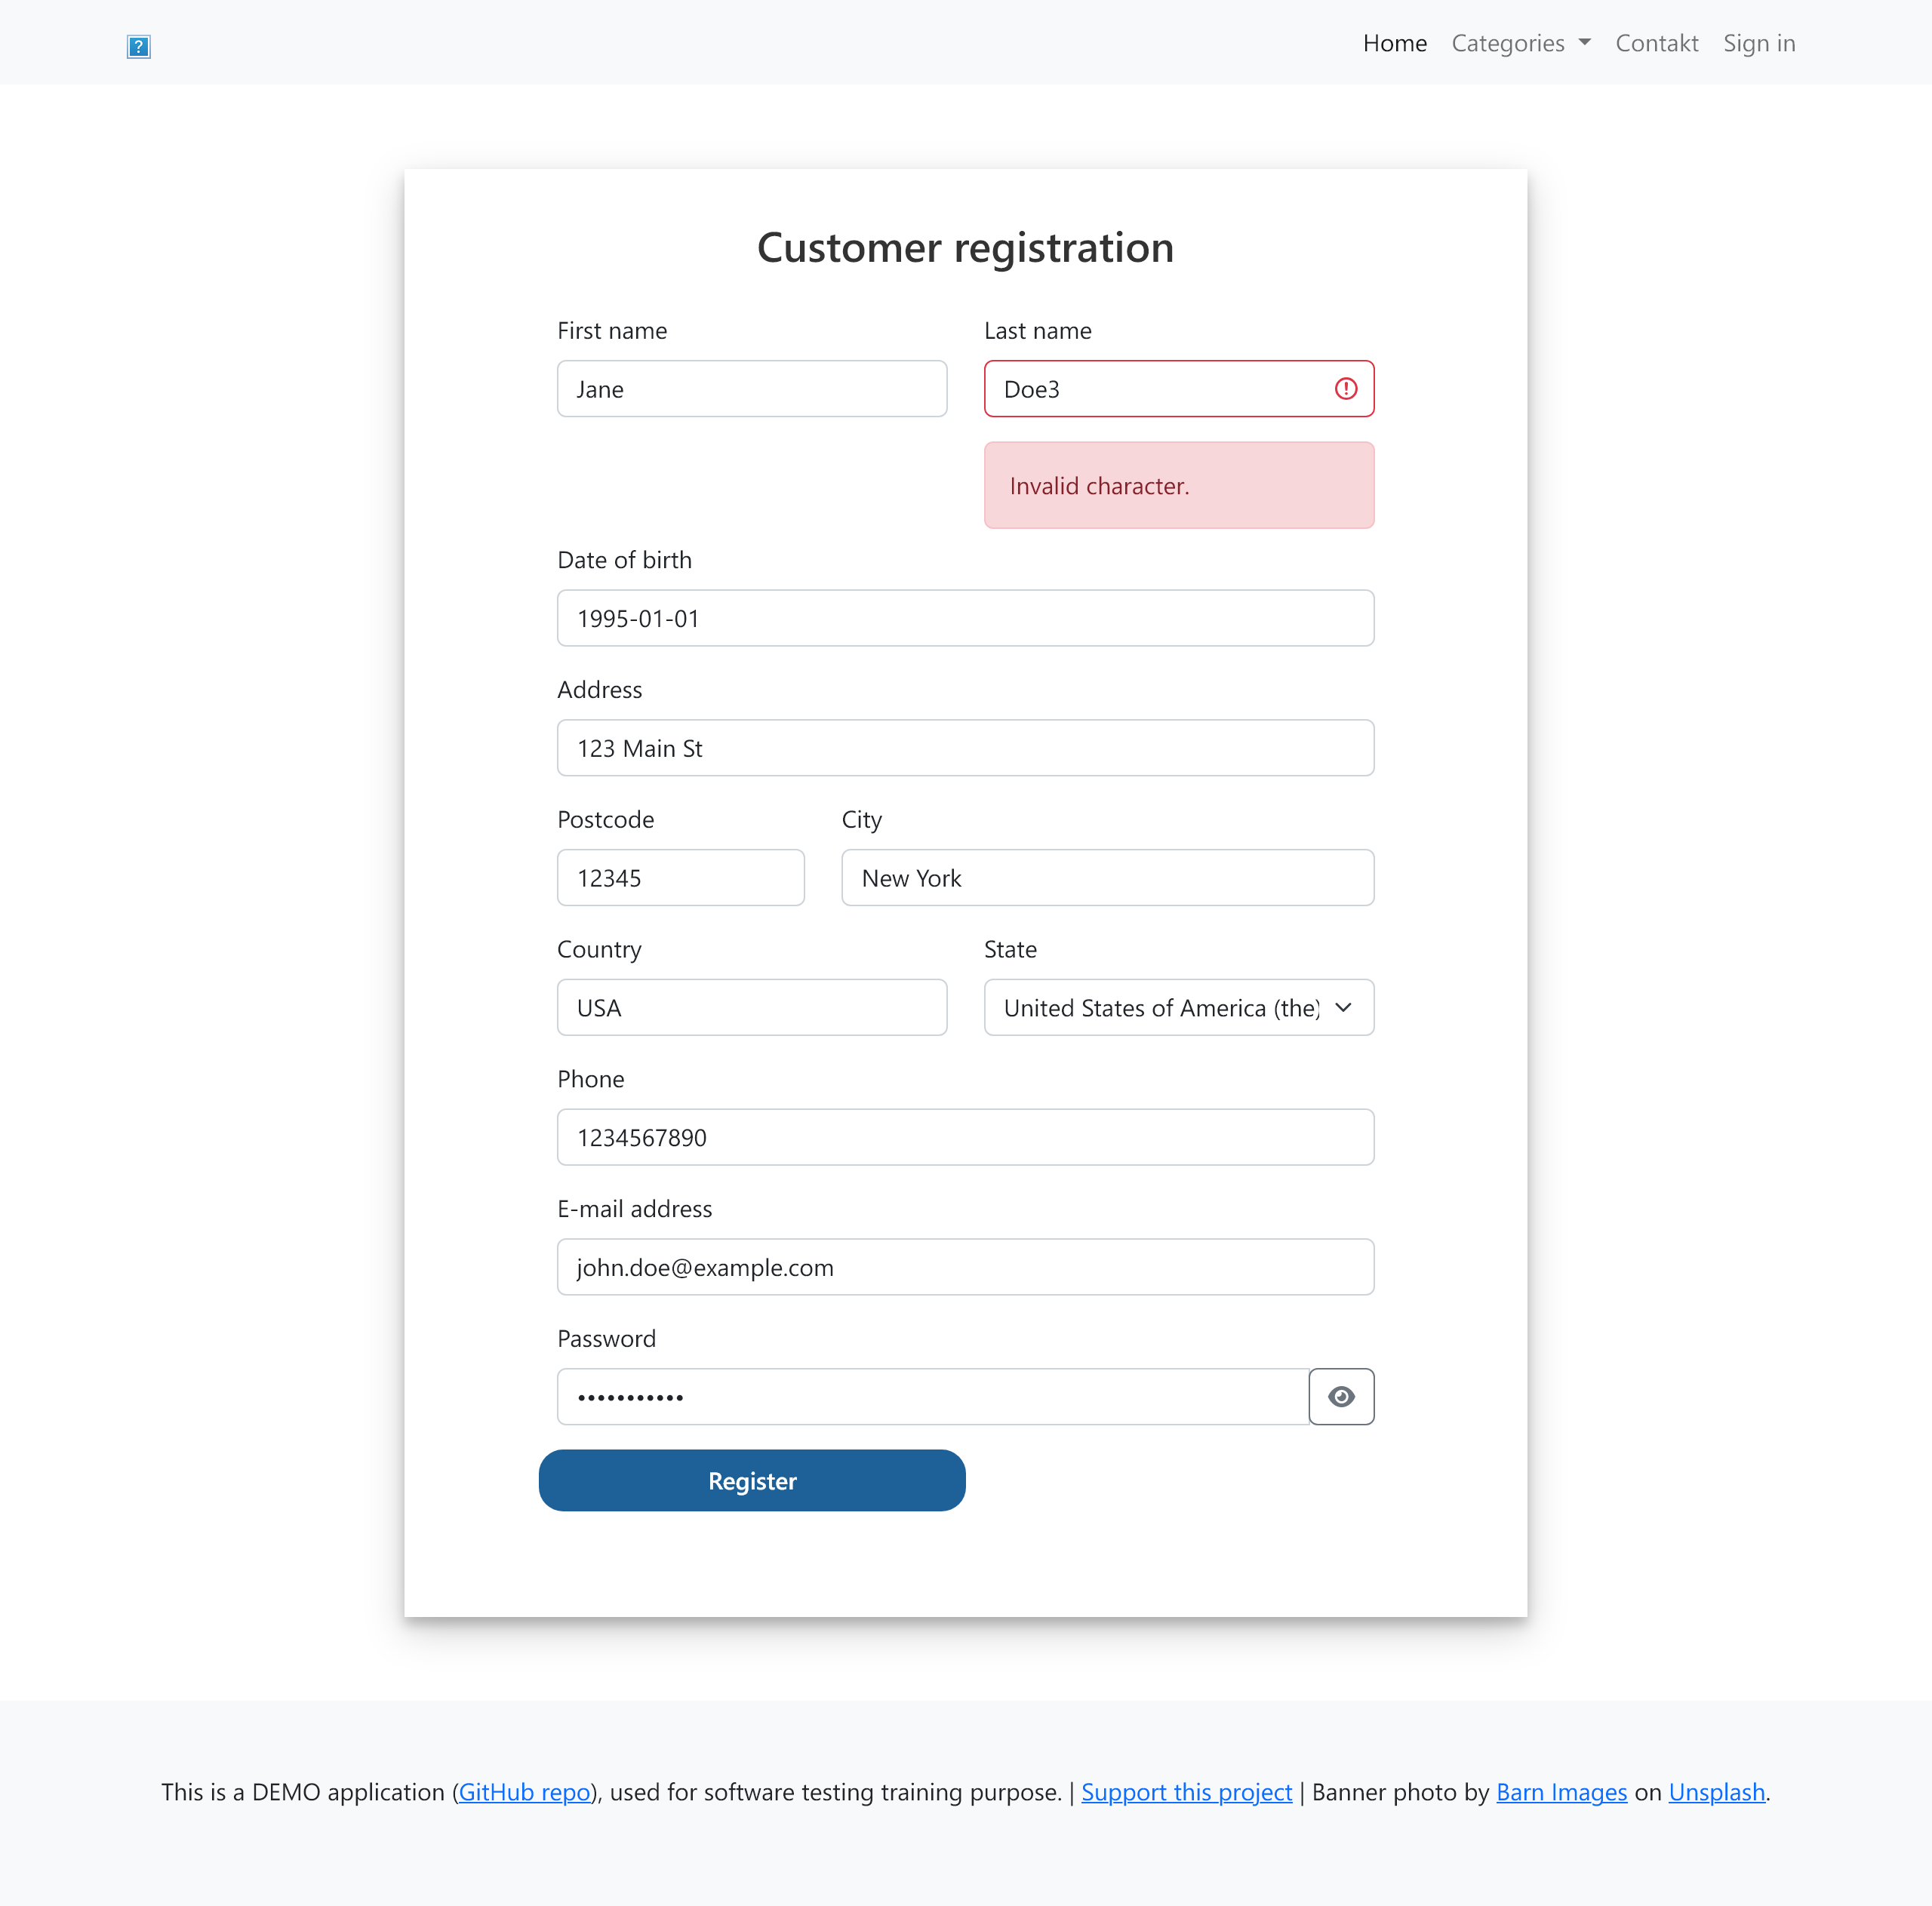 Home Categories Contakt Sign in
Customer registration
First name Last name
Jane Doe3
Invalid character.
Date of birth
1995-01-01
Address
123 Main St
Postcode City
12345 New York
Country State
USA United States of America (the)
Phone
1234567890
E-mail address
john.doe@example.com
Password
•••••••••••
Register
This is a DEMO application (GitHub repo), used for software testing training purpose. | Support this project | Banner photo by Barn Images on Unsplash.